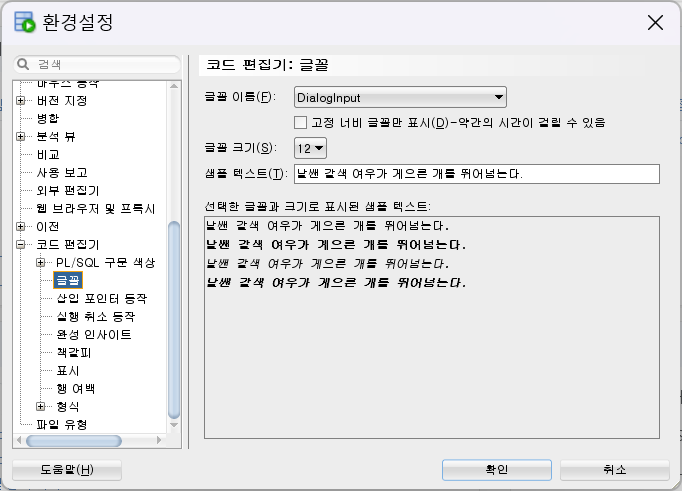 환경설정
검색
마우스 동작
버전 지정
병합
분석 뷰
비교
사용 보고
외부 편집기
웹 브라우저 및 프록시
이전
코드 편집기
PL/SQL 구문 색상
글꼴
삽입 포인터 동작
실행 취소 동작
완성 인사이트
책갈피
표시
행 여백
형식
파일 유형
코드 편집기: 글꼴
글꼴 이름(F): DialogInput
고정 너비 글꼴만 표시(D)-약간의 시간이 걸릴 수 있음
글꼴 크기(S): 12
샘플 텍스트(T): 날쌘 갈색 여우가 게으른 개를 뛰어넘는다.
선택한 글꼴과 크기로 표시된 샘플 텍스트:
날쌘 갈색 여우가 게으른 개를 뛰어넘는다.
날쌘 갈색 여우가 게으른 개를 뛰어넘는다.
날쌘 갈색 여우가 게으른 개를 뛰어넘는다.
날쌘 갈색 여우가 게으른 개를 뛰어넘는다.
도움말(H)
확인
취소